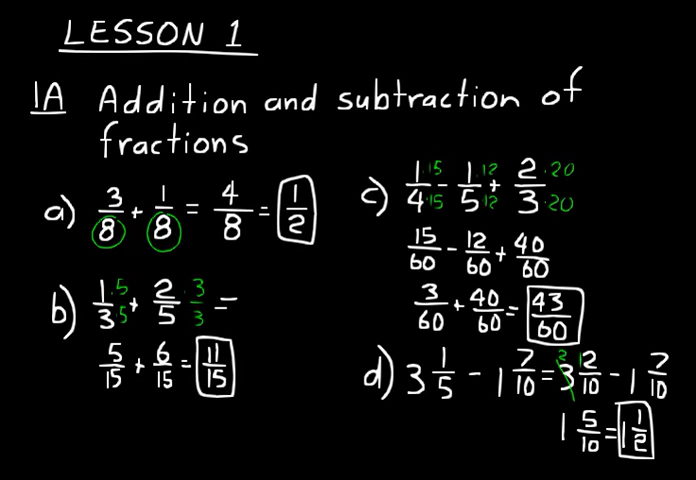 LESSON 1
1A Addition and subtraction of
fractions
a) 3/8 + 1/8 = 4/8 = 1/2
b) 1·5/3·5 + 2·3/5·3 =
5/15 + 6/15 = 11/15
c) 1·15/4·15 - 1·12/5·12 + 2·20/3·20
15/60 - 12/60 + 40/60
3/60 + 40/60 = 43/60
d) 3 1/5 - 1 7/10 = 2 3 12/10 - 1 7/10
1 5/10 = 1 1/2